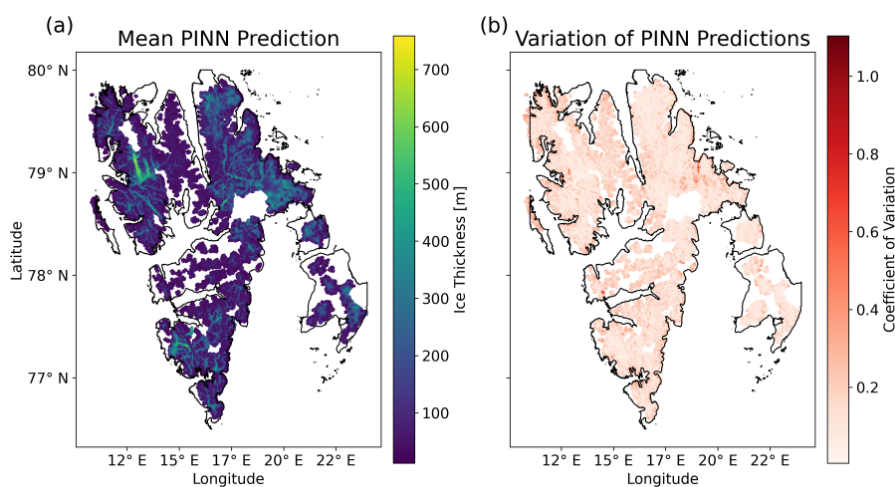 (a)
Mean PINN Prediction
80° N
79° N
78° N
77° N
Latitude
12° E
15° E
17° E
20° E
22° E
Longitude
700
600
500
400
300
200
100
Ice Thickness [m]
(b)
Variation of PINN Predictions
12° E
15° E
17° E
20° E
22° E
Longitude
1.0
0.8
0.6
0.4
0.2
Coefficient of Variation